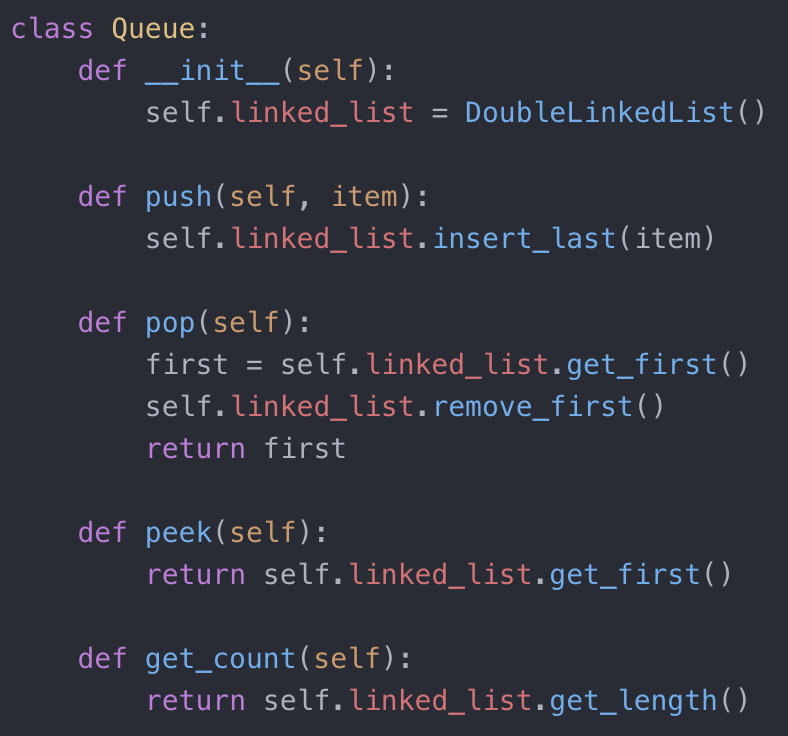 class Queue:
    def __init__(self):
        self.linked_list = DoubleLinkedList()

    def push(self, item):
        self.linked_list.insert_last(item)

    def pop(self):
        first = self.linked_list.get_first()
        self.linked_list.remove_first()
        return first

    def peek(self):
        return self.linked_list.get_first()

    def get_count(self):
        return self.linked_list.get_length()